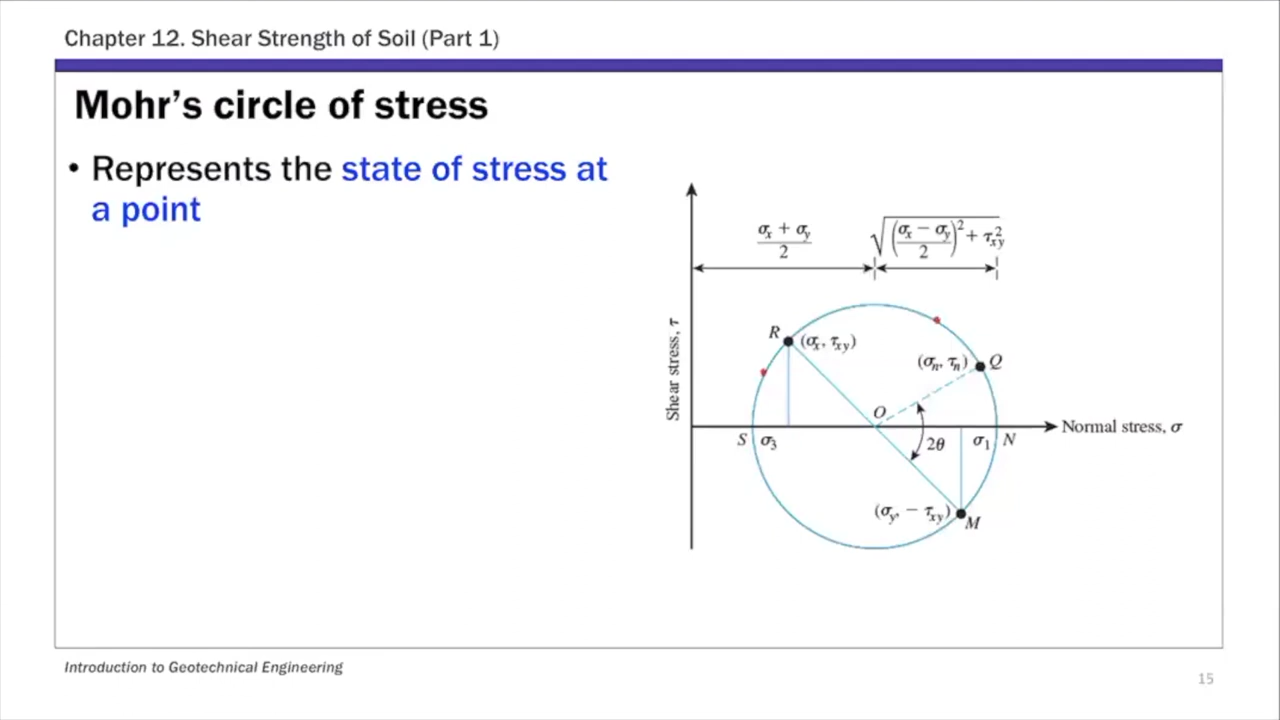 Chapter 12. Shear Strength of Soil (Part 1)
Mohr’s circle of stress
• Represents the state of stress at
a point
(σx + σy)/2
√(((σx − σy)/2)² + τ²xy)
Shear stress, τ
R
(σx, τxy)
(σn, τn)
Q
O
S
σ3
2θ
σ1
N
Normal stress, σ
(σy, − τxy)
M
Introduction to Geotechnical Engineering
15